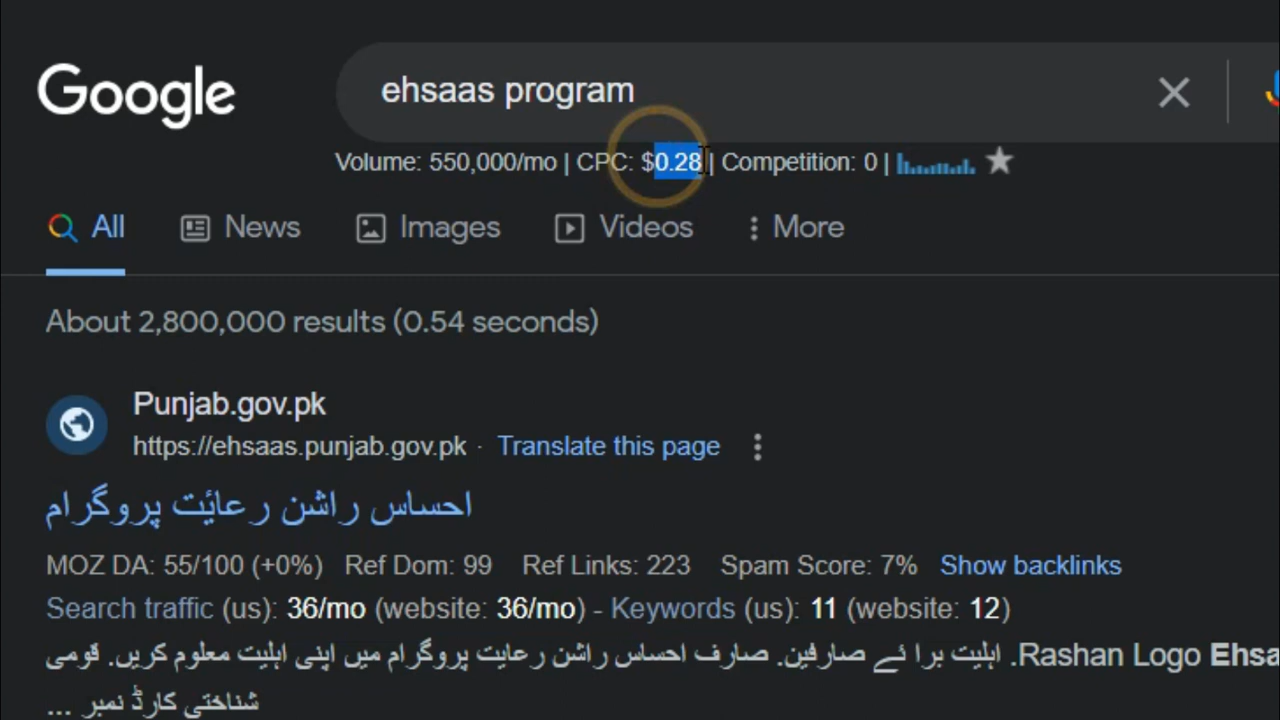 Google
ehsaas program
Volume: 550,000/mo | CPC: $0.28 | Competition: 0 |
All News Images Videos More
About 2,800,000 results (0.54 seconds)
Punjab.gov.pk
https://ehsaas.punjab.gov.pk · Translate this page
احساس راشن رعائت پروگرام
MOZ DA: 55/100 (+0%) Ref Dom: 99 Ref Links: 223 Spam Score: 7% Show backlinks
Search traffic (us): 36/mo (website: 36/mo) - Keywords (us): 11 (website: 12)
اہلیت برا ئے صارفین. صارف احساس راشن رعایت پروگرام میں اپنی اہلیت معلوم کریں. قومی .Rashan Logo Ehsa
شناختی کارڈ نمبر ...